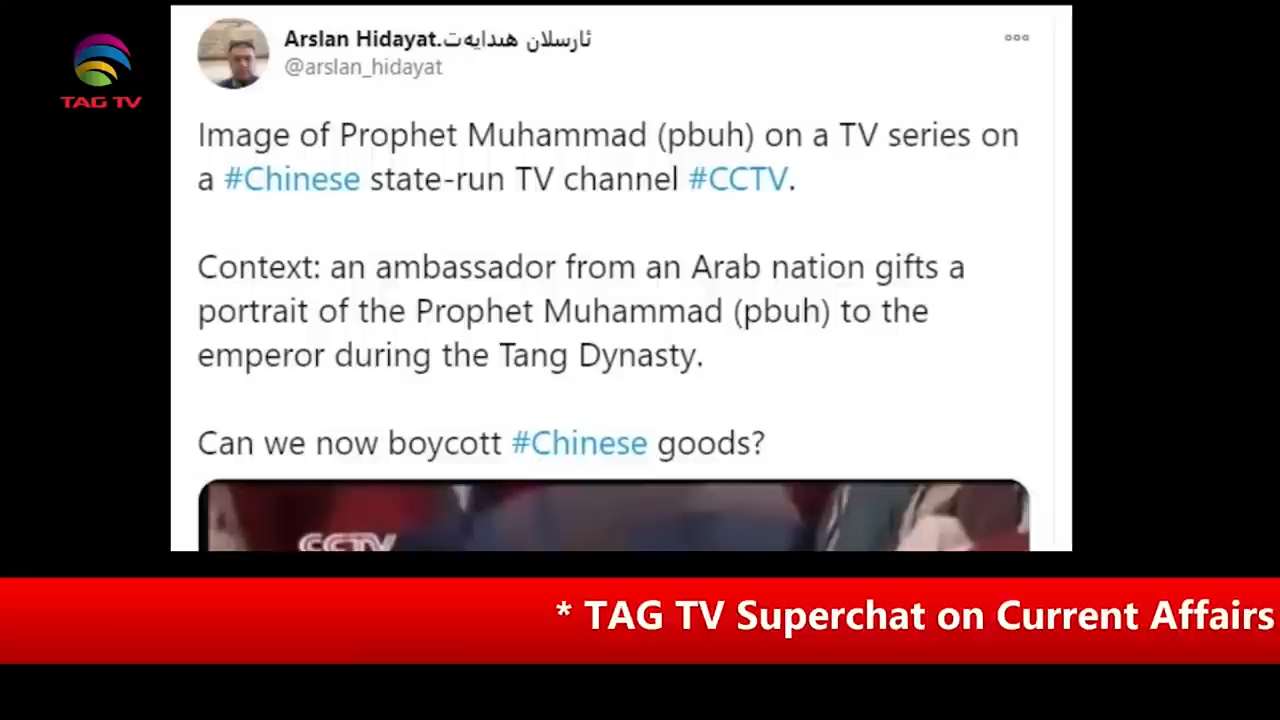 TAG TV
Arslan Hidayat.ئارسلان ھىدايەت
@arslan_hidayat
Image of Prophet Muhammad (pbuh) on a TV series on
a #Chinese state-run TV channel #CCTV.
Context: an ambassador from an Arab nation gifts a
portrait of the Prophet Muhammad (pbuh) to the
emperor during the Tang Dynasty.
Can we now boycott #Chinese goods?
CCTV
* TAG TV Superchat on Current Affairs